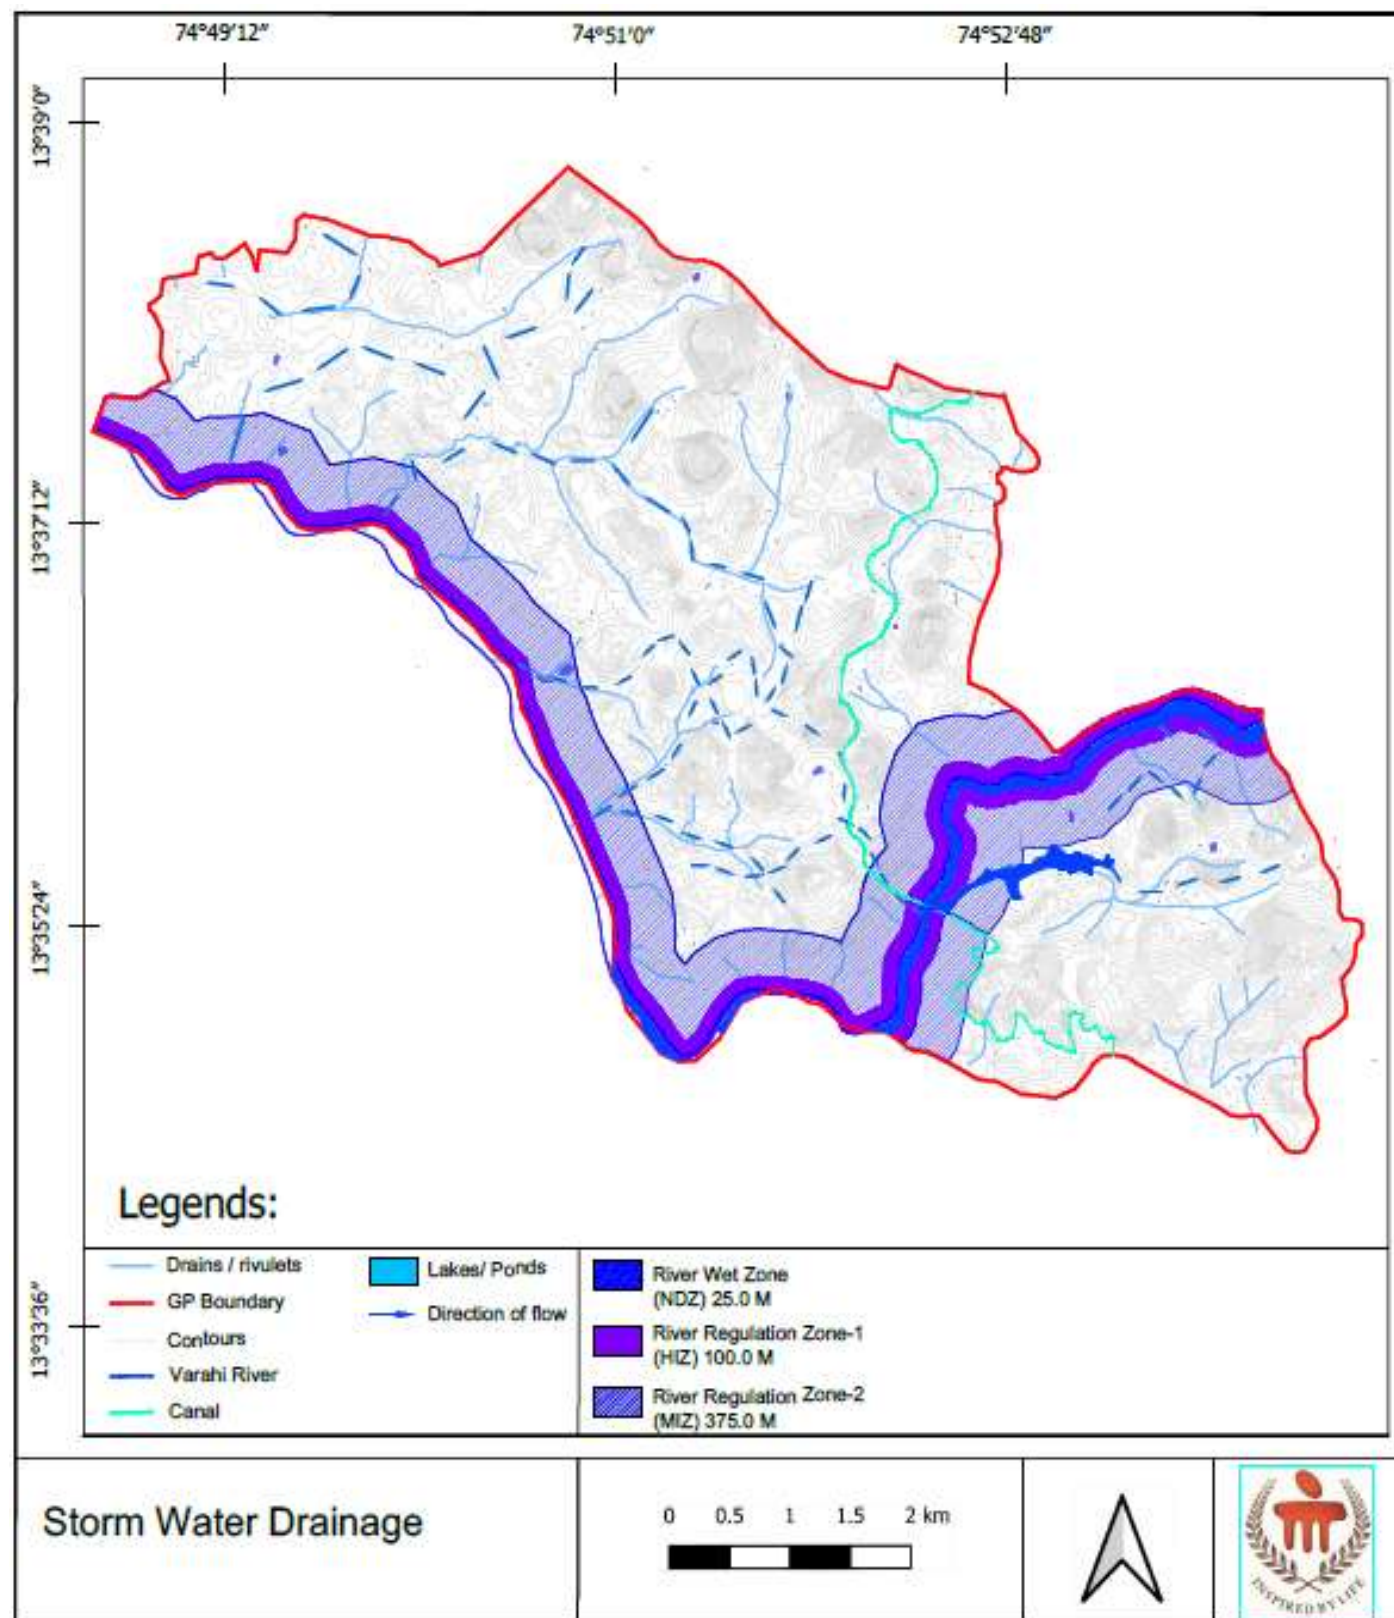 74°49'12"
74°51'0"
74°52'48"
13°39'0"
13°37'12"
13°35'24"
13°33'36"
Legends:
Drains / rivulets
GP Boundary
Contours
Varahi River
Canal
Lakes/ Ponds
Direction of flow
River Wet Zone
(NDZ) 25.0 M
River Regulation Zone-1
(HIZ) 100.0 M
River Regulation Zone-2
(MIZ) 375.0 M
Storm Water Drainage
0 0.5 1 1.5 2 km
INSPIRED BY LIFE